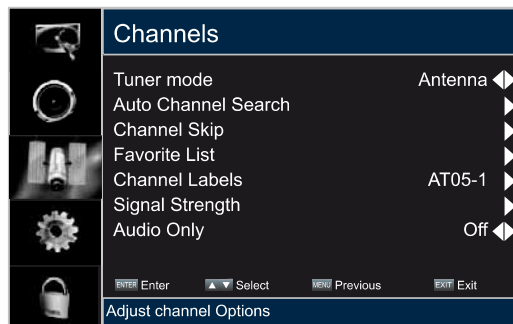 Channels
Tuner mode Antenna
Auto Channel Search
Channel Skip
Favorite List
Channel Labels AT05-1
Signal Strength
Audio Only Off
ENTER Enter Select MENU Previous EXIT Exit
Adjust channel Options